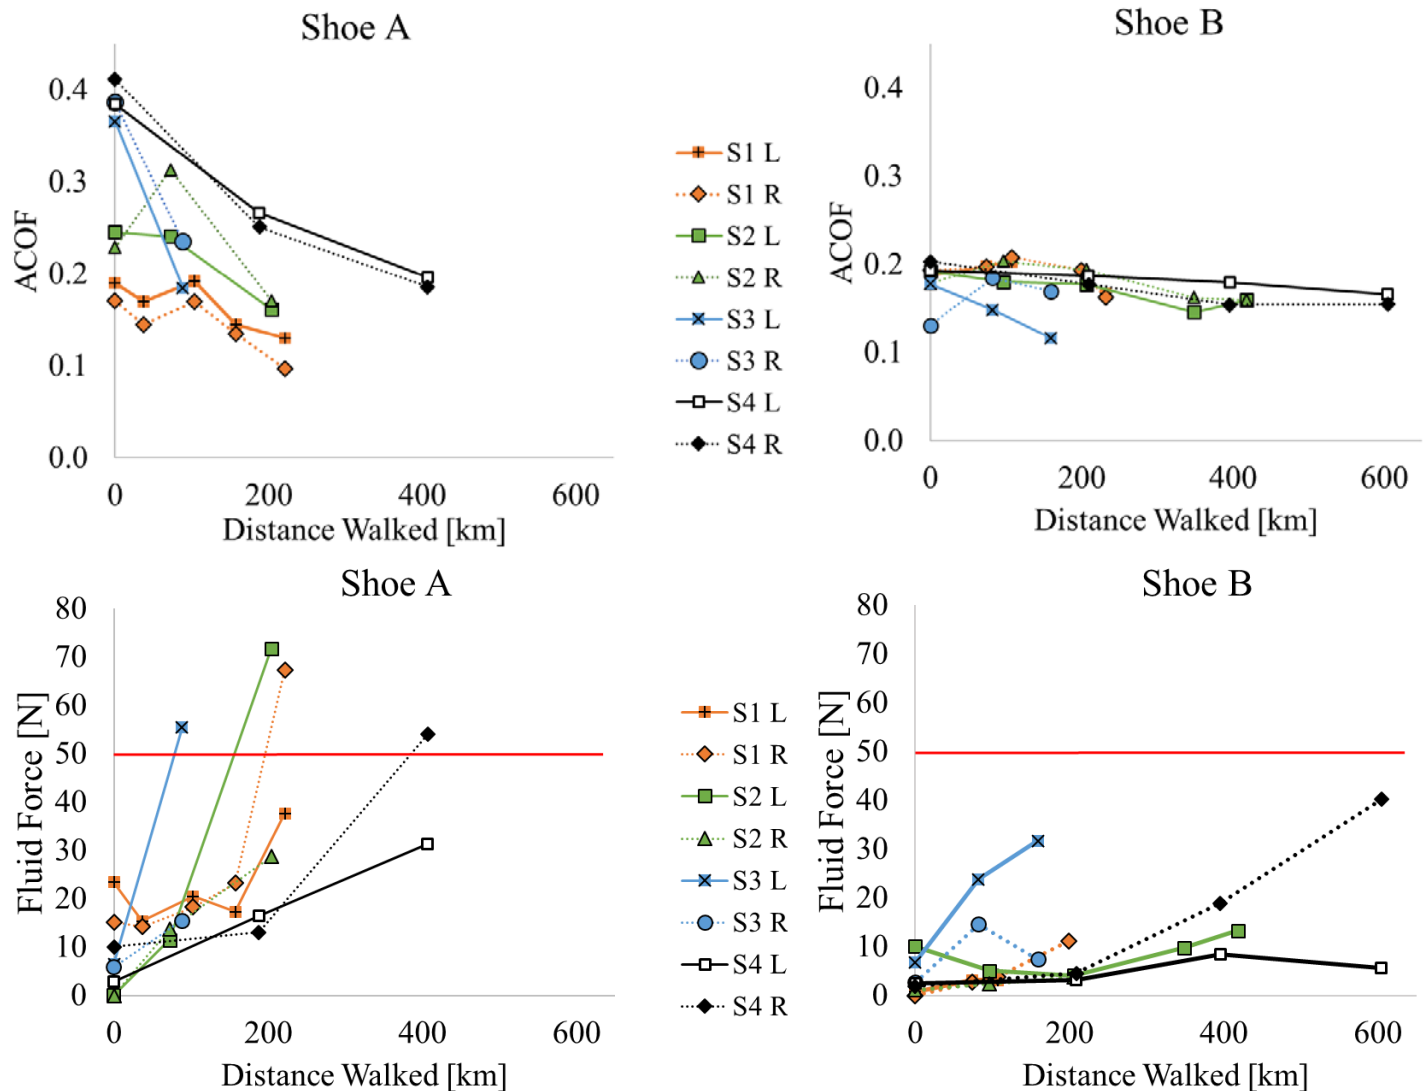 Shoe A
ACOF
0.4
0.3
0.2
0.1
0.0
0 200 400 600
Distance Walked [km]
S1 L
S1 R
S2 L
S2 R
S3 L
S3 R
S4 L
S4 R
Shoe B
ACOF
0.4
0.3
0.2
0.1
0.0
0 200 400 600
Distance Walked [km]
Shoe A
Fluid Force [N]
80
70
60
50
40
30
20
10
0
0 200 400 600
Distance Walked [km]
S1 L
S1 R
S2 L
S2 R
S3 L
S3 R
S4 L
S4 R
Shoe B
Fluid Force [N]
80
70
60
50
40
30
20
10
0
0 200 400 600
Distance Walked [km]